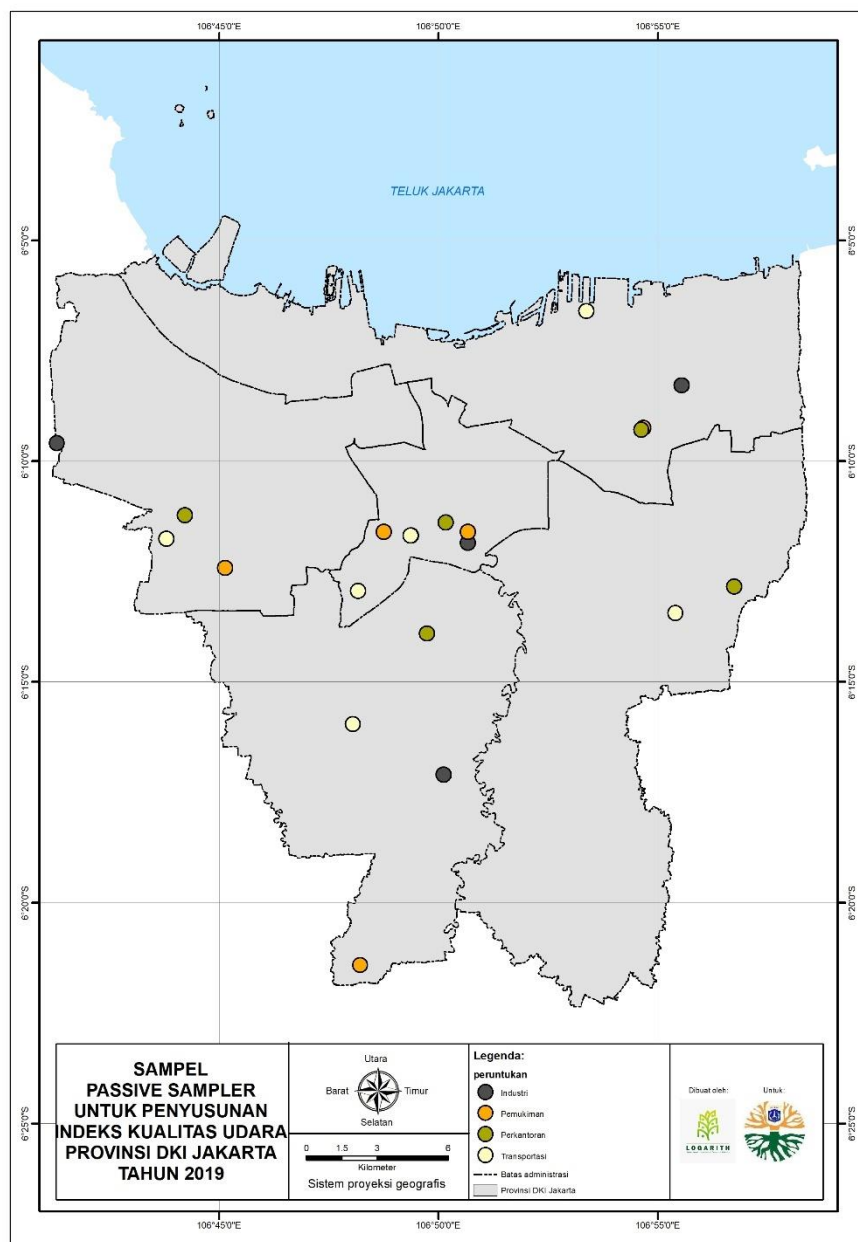 106°45'0"E
106°50'0"E
106°55'0"E
TELUK JAKARTA
6°5'0"S
6°5'0"S
6°10'0"S
6°10'0"S
6°15'0"S
6°15'0"S
6°20'0"S
6°20'0"S
6°25'0"S
6°25'0"S
SAMPEL
PASSIVE SAMPLER
UNTUK PENYUSUNAN
INDEKS KUALITAS UDARA
PROVINSI DKI JAKARTA
TAHUN 2019
Utara
Barat
Timur
Selatan
0 1.5 3 6
Kilometer
Sistem proyeksi geografis
Legenda:
peruntukan
Industri
Pemukiman
Perkantoran
Transportasi
Batas administrasi
Provinsi DKI Jakarta
Dibuat oleh:
Untuk:
LOGARITH
106°45'0"E
106°50'0"E
106°55'0"E